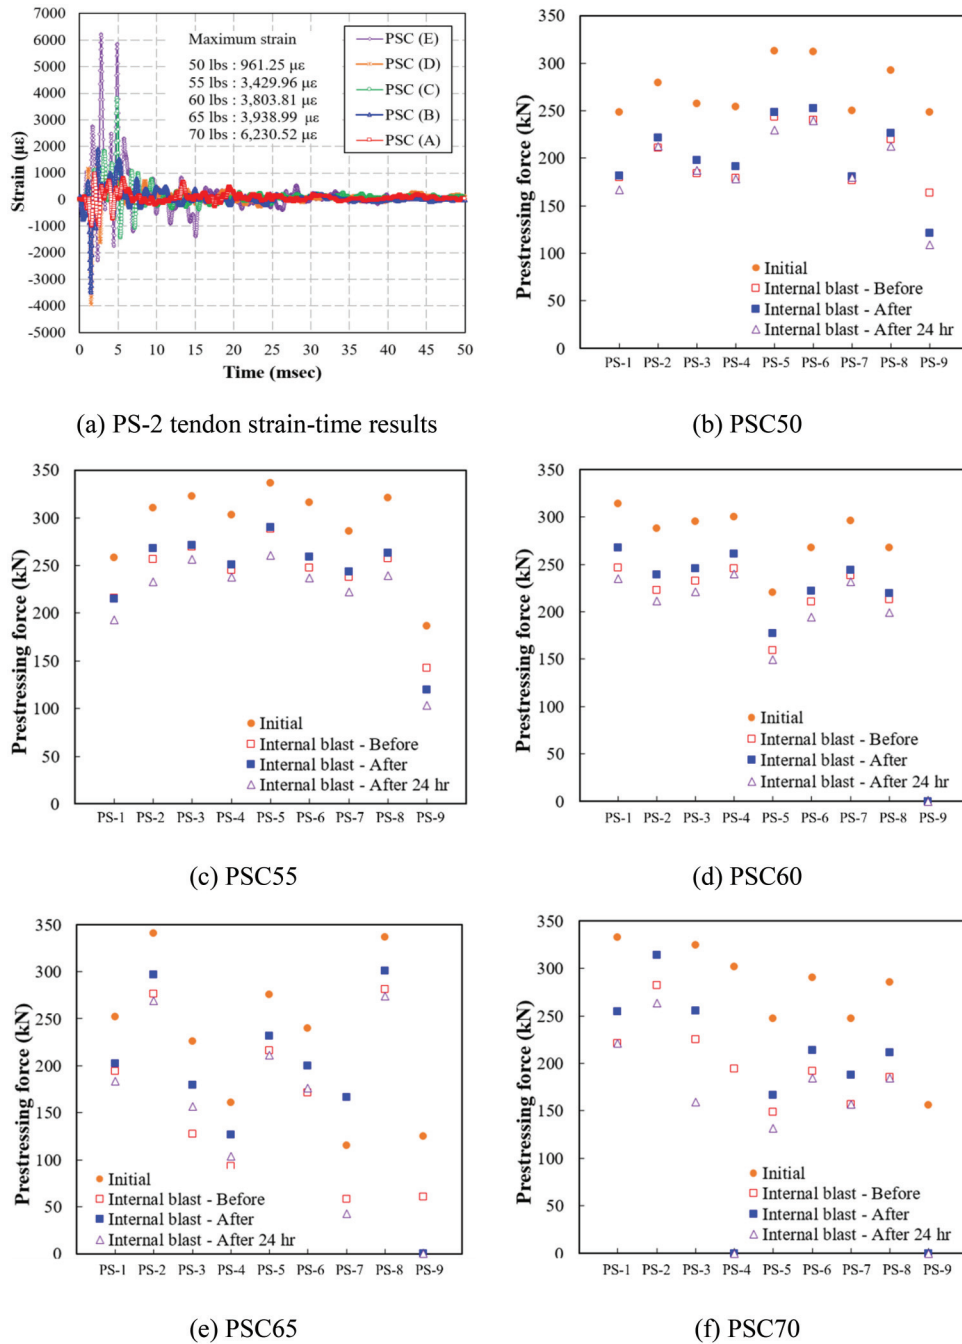 7000
6000
5000
4000
3000
2000
1000
0
-1000
-2000
-3000
-4000
-5000
Strain (με)
Maximum strain
50 lbs : 961.25 με
55 lbs : 3,429.96 με
60 lbs : 3,803.81 με
65 lbs : 3,938.99 με
70 lbs : 6,230.52 με
PSC (E)
PSC (D)
PSC (C)
PSC (B)
PSC (A)
0 5 10 15 20 25 30 35 40 45 50
Time (msec)
(a) PS-2 tendon strain-time results
350
300
250
200
150
100
50
0
Prestressing force (kN)
Initial
Internal blast - Before
Internal blast - After
Internal blast - After 24 hr
PS-1 PS-2 PS-3 PS-4 PS-5 PS-6 PS-7 PS-8 PS-9
(b) PSC50
350
300
250
200
150
100
50
0
Prestressing force (kN)
Initial
Internal blast - Before
Internal blast - After
Internal blast - After 24 hr
PS-1 PS-2 PS-3 PS-4 PS-5 PS-6 PS-7 PS-8 PS-9
(c) PSC55
350
300
250
200
150
100
50
0
Prestressing force (kN)
Initial
Internal blast - Before
Internal blast - After
Internal blast - After 24 hr
PS-1 PS-2 PS-3 PS-4 PS-5 PS-6 PS-7 PS-8 PS-9
(d) PSC60
350
300
250
200
150
100
50
0
Prestressing force (kN)
Initial
Internal blast - Before
Internal blast - After
Internal blast - After 24 hr
PS-1 PS-2 PS-3 PS-4 PS-5 PS-6 PS-7 PS-8 PS-9
(e) PSC65
350
300
250
200
150
100
50
0
Prestressing force (kN)
Initial
Internal blast - Before
Internal blast - After
Internal blast - After 24 hr
PS-1 PS-2 PS-3 PS-4 PS-5 PS-6 PS-7 PS-8 PS-9
(f) PSC70